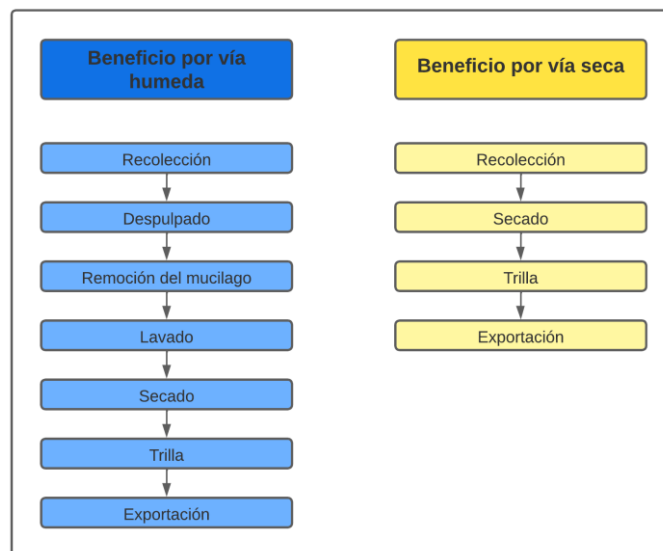 Beneficio por vía
humeda
Recolección
Despulpado
Remoción del mucilago
Lavado
Secado
Trilla
Exportación
Beneficio por vía seca
Recolección
Secado
Trilla
Exportación